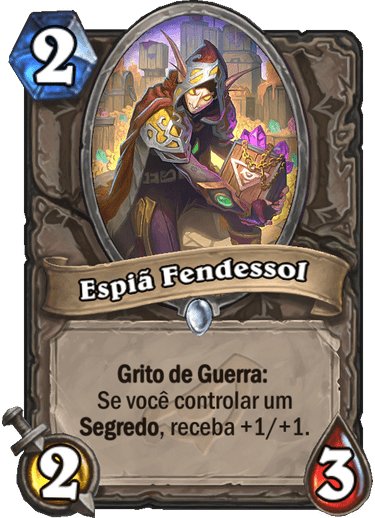 2
Espiã Fendessol
Grito de Guerra:
Se você controlar um
Segredo, receba +1/+1.
2
3